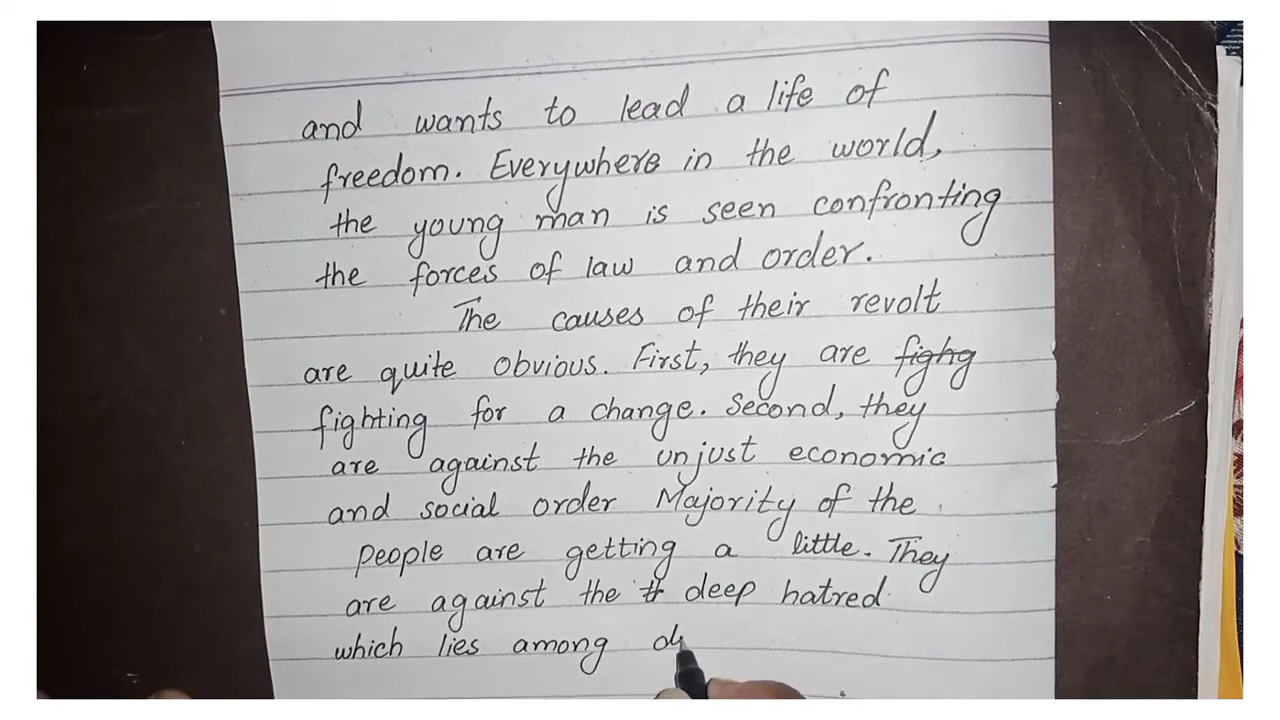 and wants to lead a life of
freedom. Everywhere in the world,
the young man is seen confronting
the forces of law and order.
The causes of their revolt
are quite obvious. First, they are
fighting for a change. Second, they
are against the unjust economic
and social order Majority of the
people are getting a little. They
are against the deep hatred
which lies among